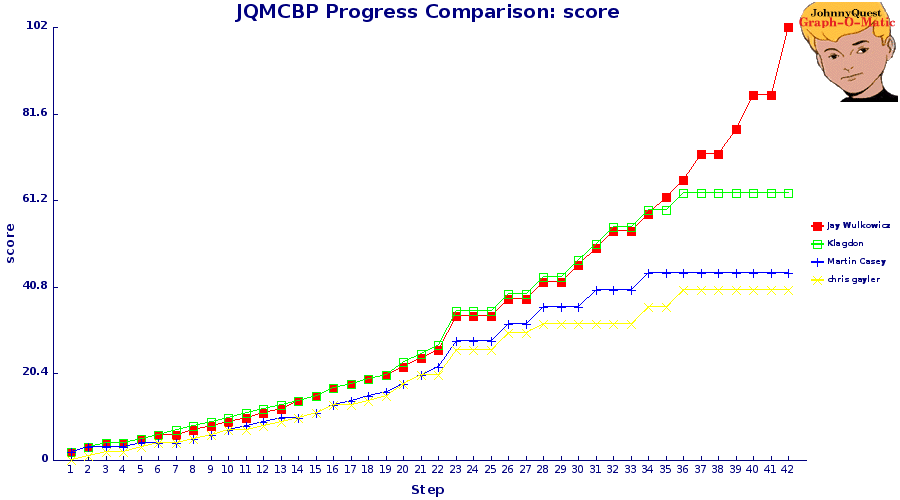 JQMCBP Progress Comparison: score
JohnnyQuest
Graph-O-Matic
102
81.6
61.2
40.8
20.4
0
score
1 2 3 4 5 6 7 8 9 10 11 12 13 14 15 16 17 18 19 20 21 22 23 24 25 26 27 28 29 30 31 32 33 34 35 36 37 38 39 40 41 42
Step
Jay Wulkowicz
Klagdon
Martin Casey
chris gayler